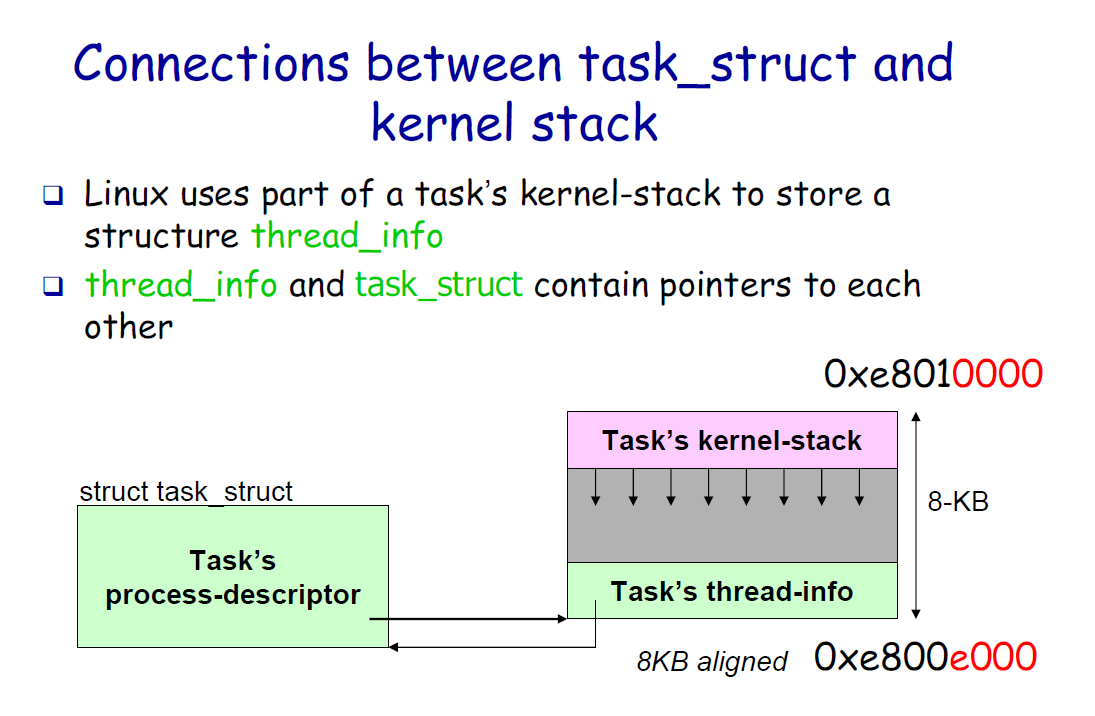 Connections between task_struct and
kernel stack
❑ Linux uses part of a task’s kernel-stack to store a
structure thread_info
❑ thread_info and task_struct contain pointers to each
other
0xe8010000
Task’s kernel-stack
struct task_struct
8-KB
Task’s
process-descriptor
Task’s thread-info
8KB aligned 0xe800e000